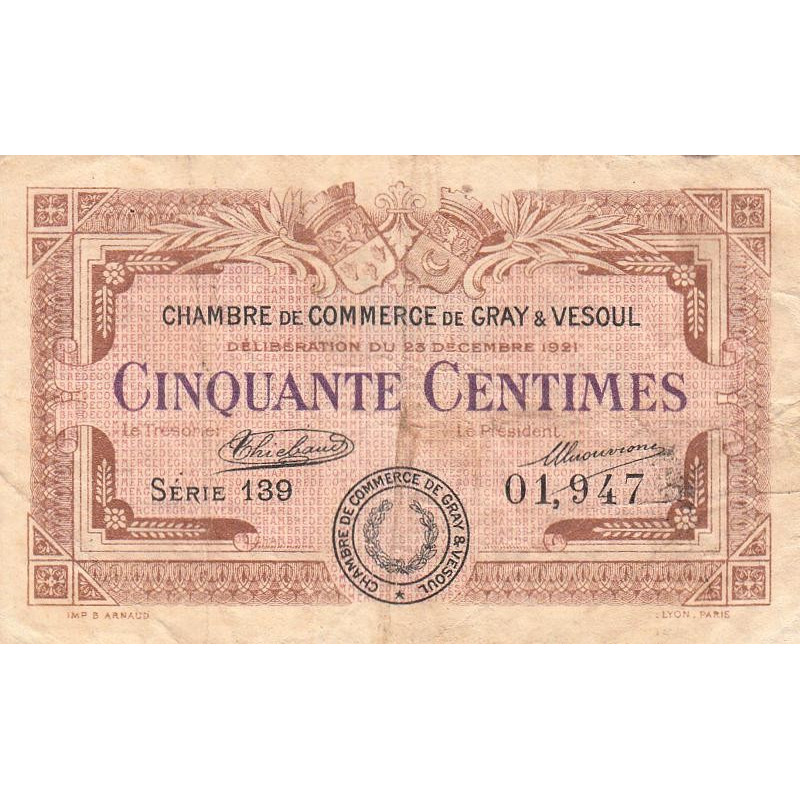 CHAMBRE DE COMMERCE DE GRAY & VESOUL
DÉLIBÉRATION DU 23 DÉCEMBRE 1921
CINQUANTE CENTIMES
Le Trésorier Le Président
Thiebaud
SÉRIE 139 01,947
CHAMBRE DE COMMERCE DE GRAY & VESOUL
IMP. B. ARNAUD LYON. PARIS